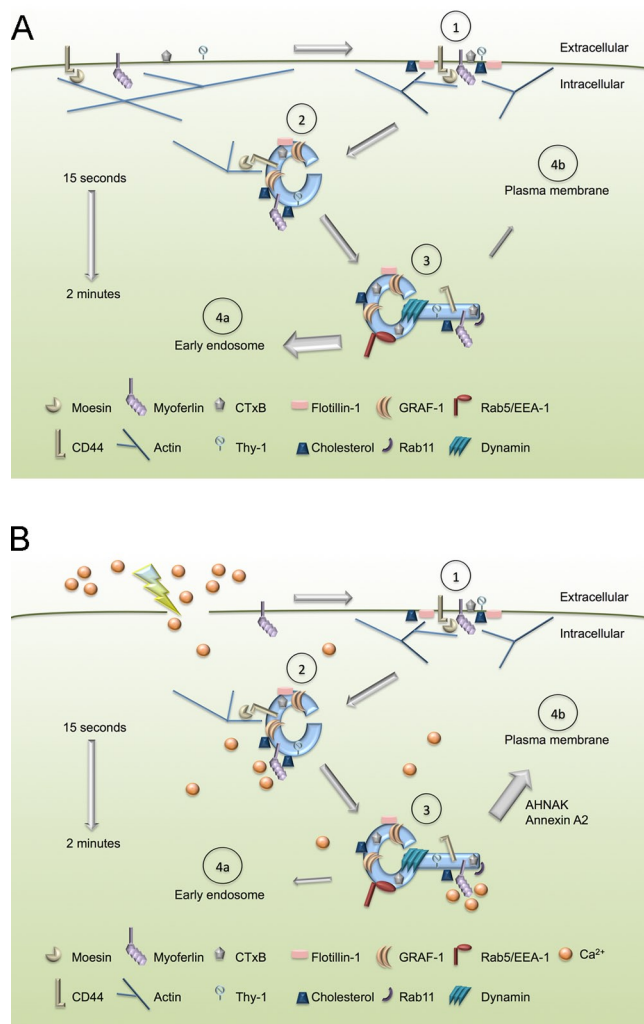 A
1
Extracellular
Intracellular
2
15 seconds
4b
Plasma membrane
3
2 minutes
4a
Early endosome
Moesin Myoferlin CTxB Flotillin-1 GRAF-1 Rab5/EEA-1
CD44 Actin Thy-1 Cholesterol Rab11 Dynamin
B
1
Extracellular
Intracellular
2
15 seconds
4b
Plasma membrane
AHNAK
Annexin A2
3
2 minutes
4a
Early endosome
Moesin Myoferlin CTxB Flotillin-1 GRAF-1 Rab5/EEA-1 Ca²⁺
CD44 Actin Thy-1 Cholesterol Rab11 Dynamin